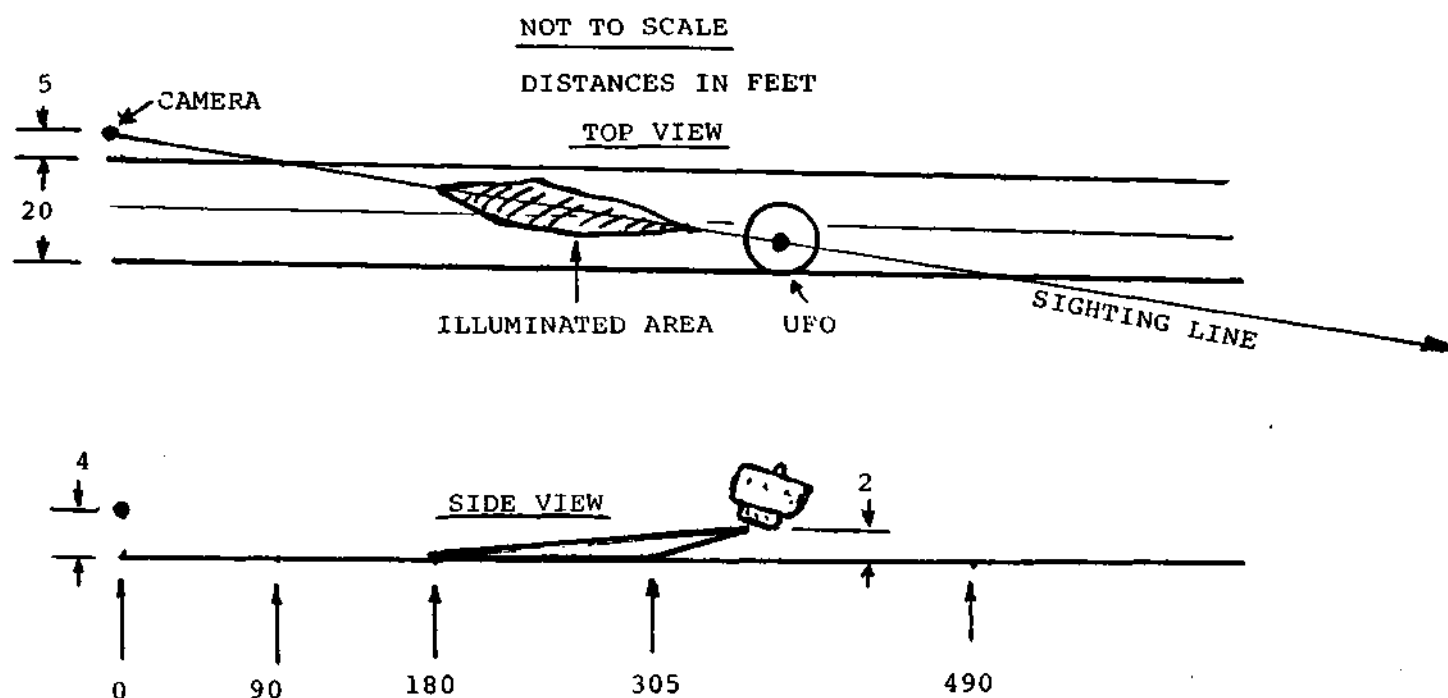 NOT TO SCALE
DISTANCES IN FEET
5
CAMERA
TOP VIEW
20
ILLUMINATED AREA
UFO
SIGHTING LINE
4
SIDE VIEW
2
0
90
180
305
490